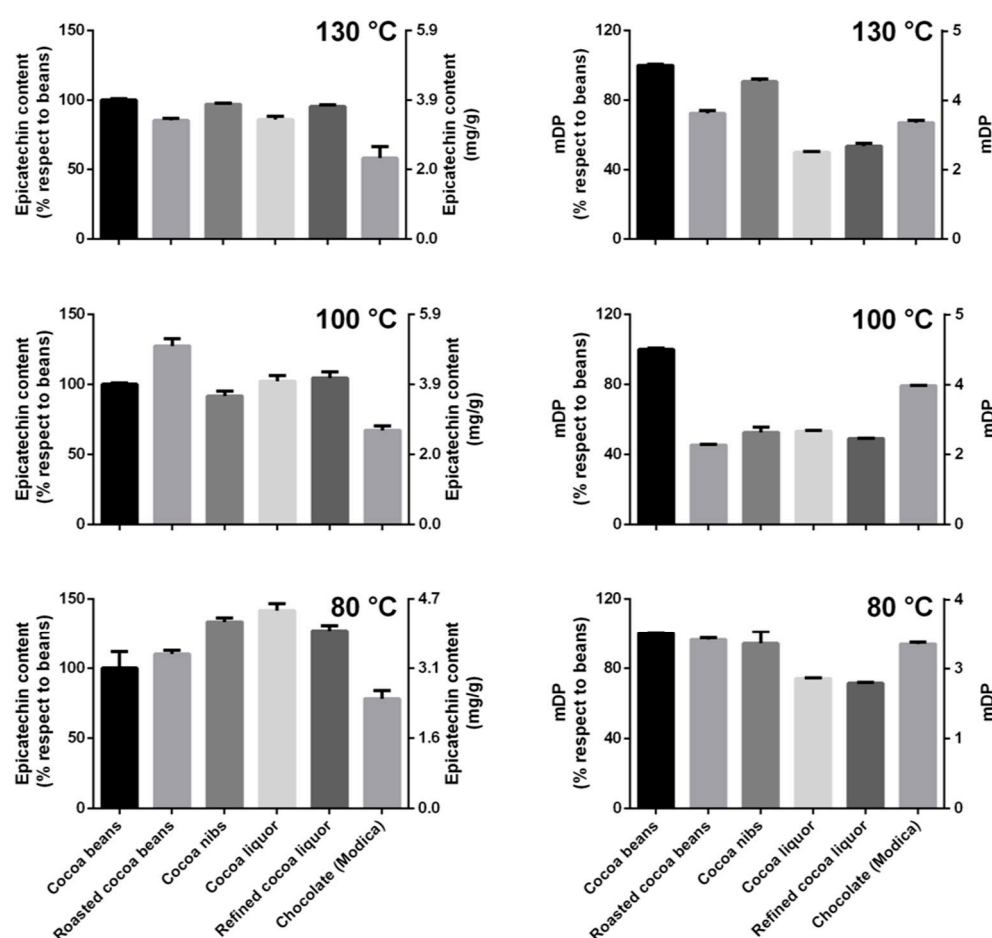 130 °C
Epicatechin content
(% respect to beans)
150
100
50
0
5.9
3.9
2.0
0.0
Epicatechin content
(mg/g)
130 °C
mDP
(% respect to beans)
120
80
40
0
5
4
2
0
mDP
100 °C
Epicatechin content
(% respect to beans)
150
100
50
0
5.9
3.9
2.0
0.0
Epicatechin content
(mg/g)
100 °C
mDP
(% respect to beans)
120
80
40
0
5
4
2
0
mDP
80 °C
Epicatechin content
(% respect to beans)
150
100
50
0
4.7
3.1
1.6
0.0
Epicatechin content
(mg/g)
80 °C
mDP
(% respect to beans)
120
80
40
0
4
3
1
0
mDP
Cocoa beans
Roasted cocoa beans
Cocoa nibs
Cocoa liquor
Refined cocoa liquor
Chocolate (Modica)
Cocoa beans
Roasted cocoa beans
Cocoa nibs
Cocoa liquor
Refined cocoa liquor
Chocolate (Modica)